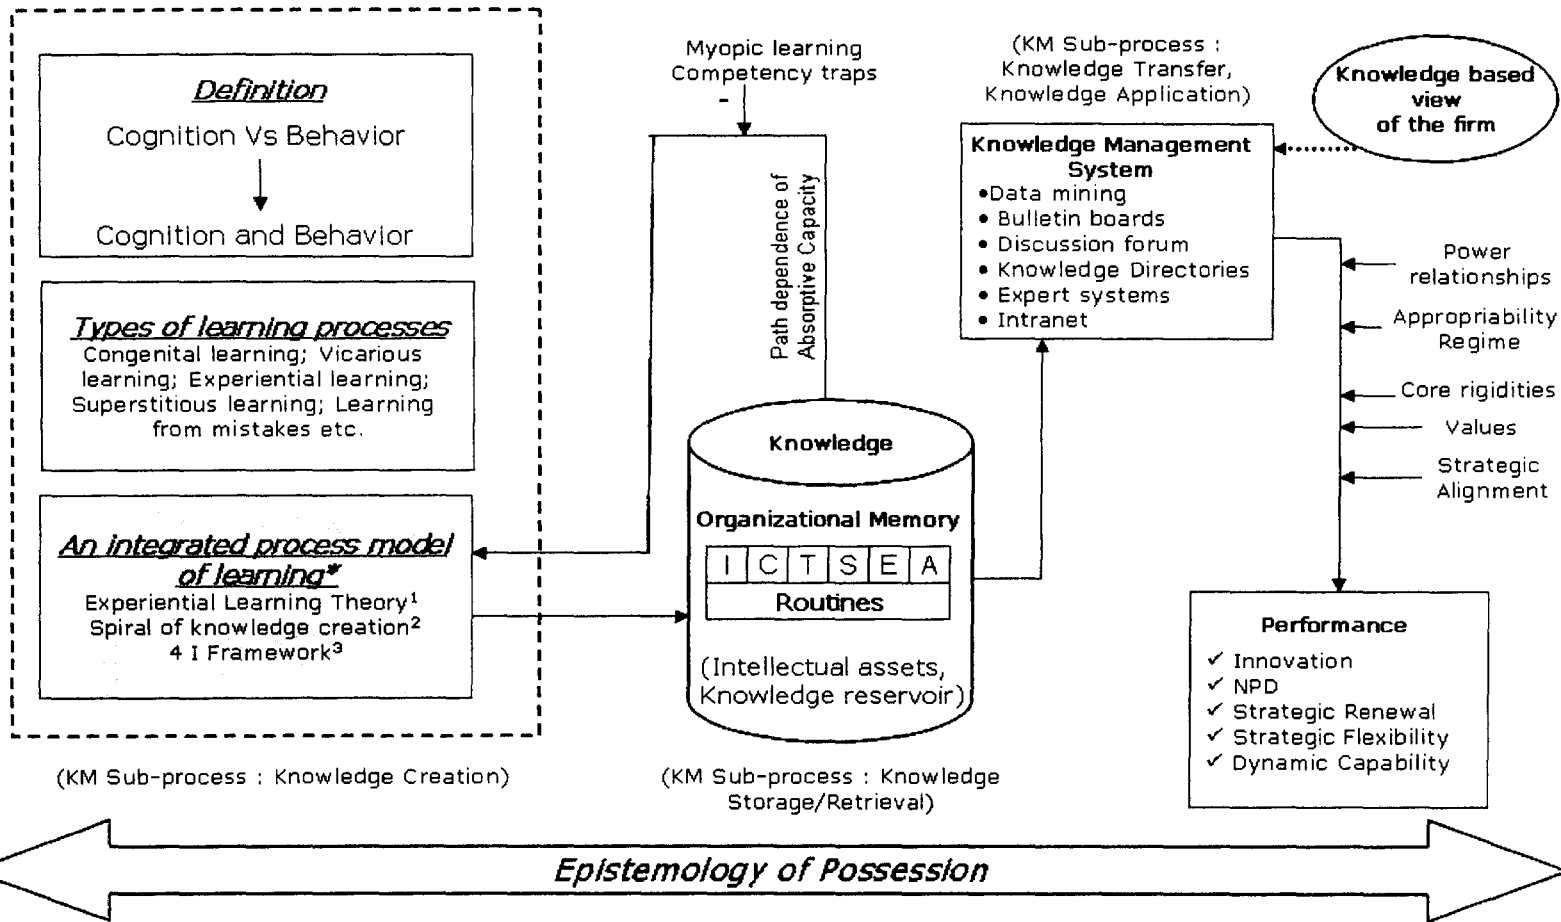 Definition
Cognition Vs Behavior
Cognition and Behavior
Types of learning processes
Congenital learning; Vicarious
learning; Experiential learning;
Superstitious learning; Learning
from mistakes etc.
An integrated process model
of learning*
Experiential Learning Theory¹
Spiral of knowledge creation²
4 I Framework³
(KM Sub-process : Knowledge Creation)
Myopic learning
Competency traps
-
Path dependence of
Absorptive Capacity
Knowledge
Organizational Memory
I C T S E A
Routines
(Intellectual assets,
Knowledge reservoir)
(KM Sub-process : Knowledge
Storage/Retrieval)
(KM Sub-process :
Knowledge Transfer,
Knowledge Application)
Knowledge Management
System
•Data mining
• Bulletin boards
• Discussion forum
• Knowledge Directories
• Expert systems
• Intranet
Knowledge based
view
of the firm
Power
relationships
Appropriability
Regime
Core rigidities
Values
Strategic
Alignment
Performance
✓ Innovation
✓ NPD
✓ Strategic Renewal
✓ Strategic Flexibility
✓ Dynamic Capability
Epistemology of Possession